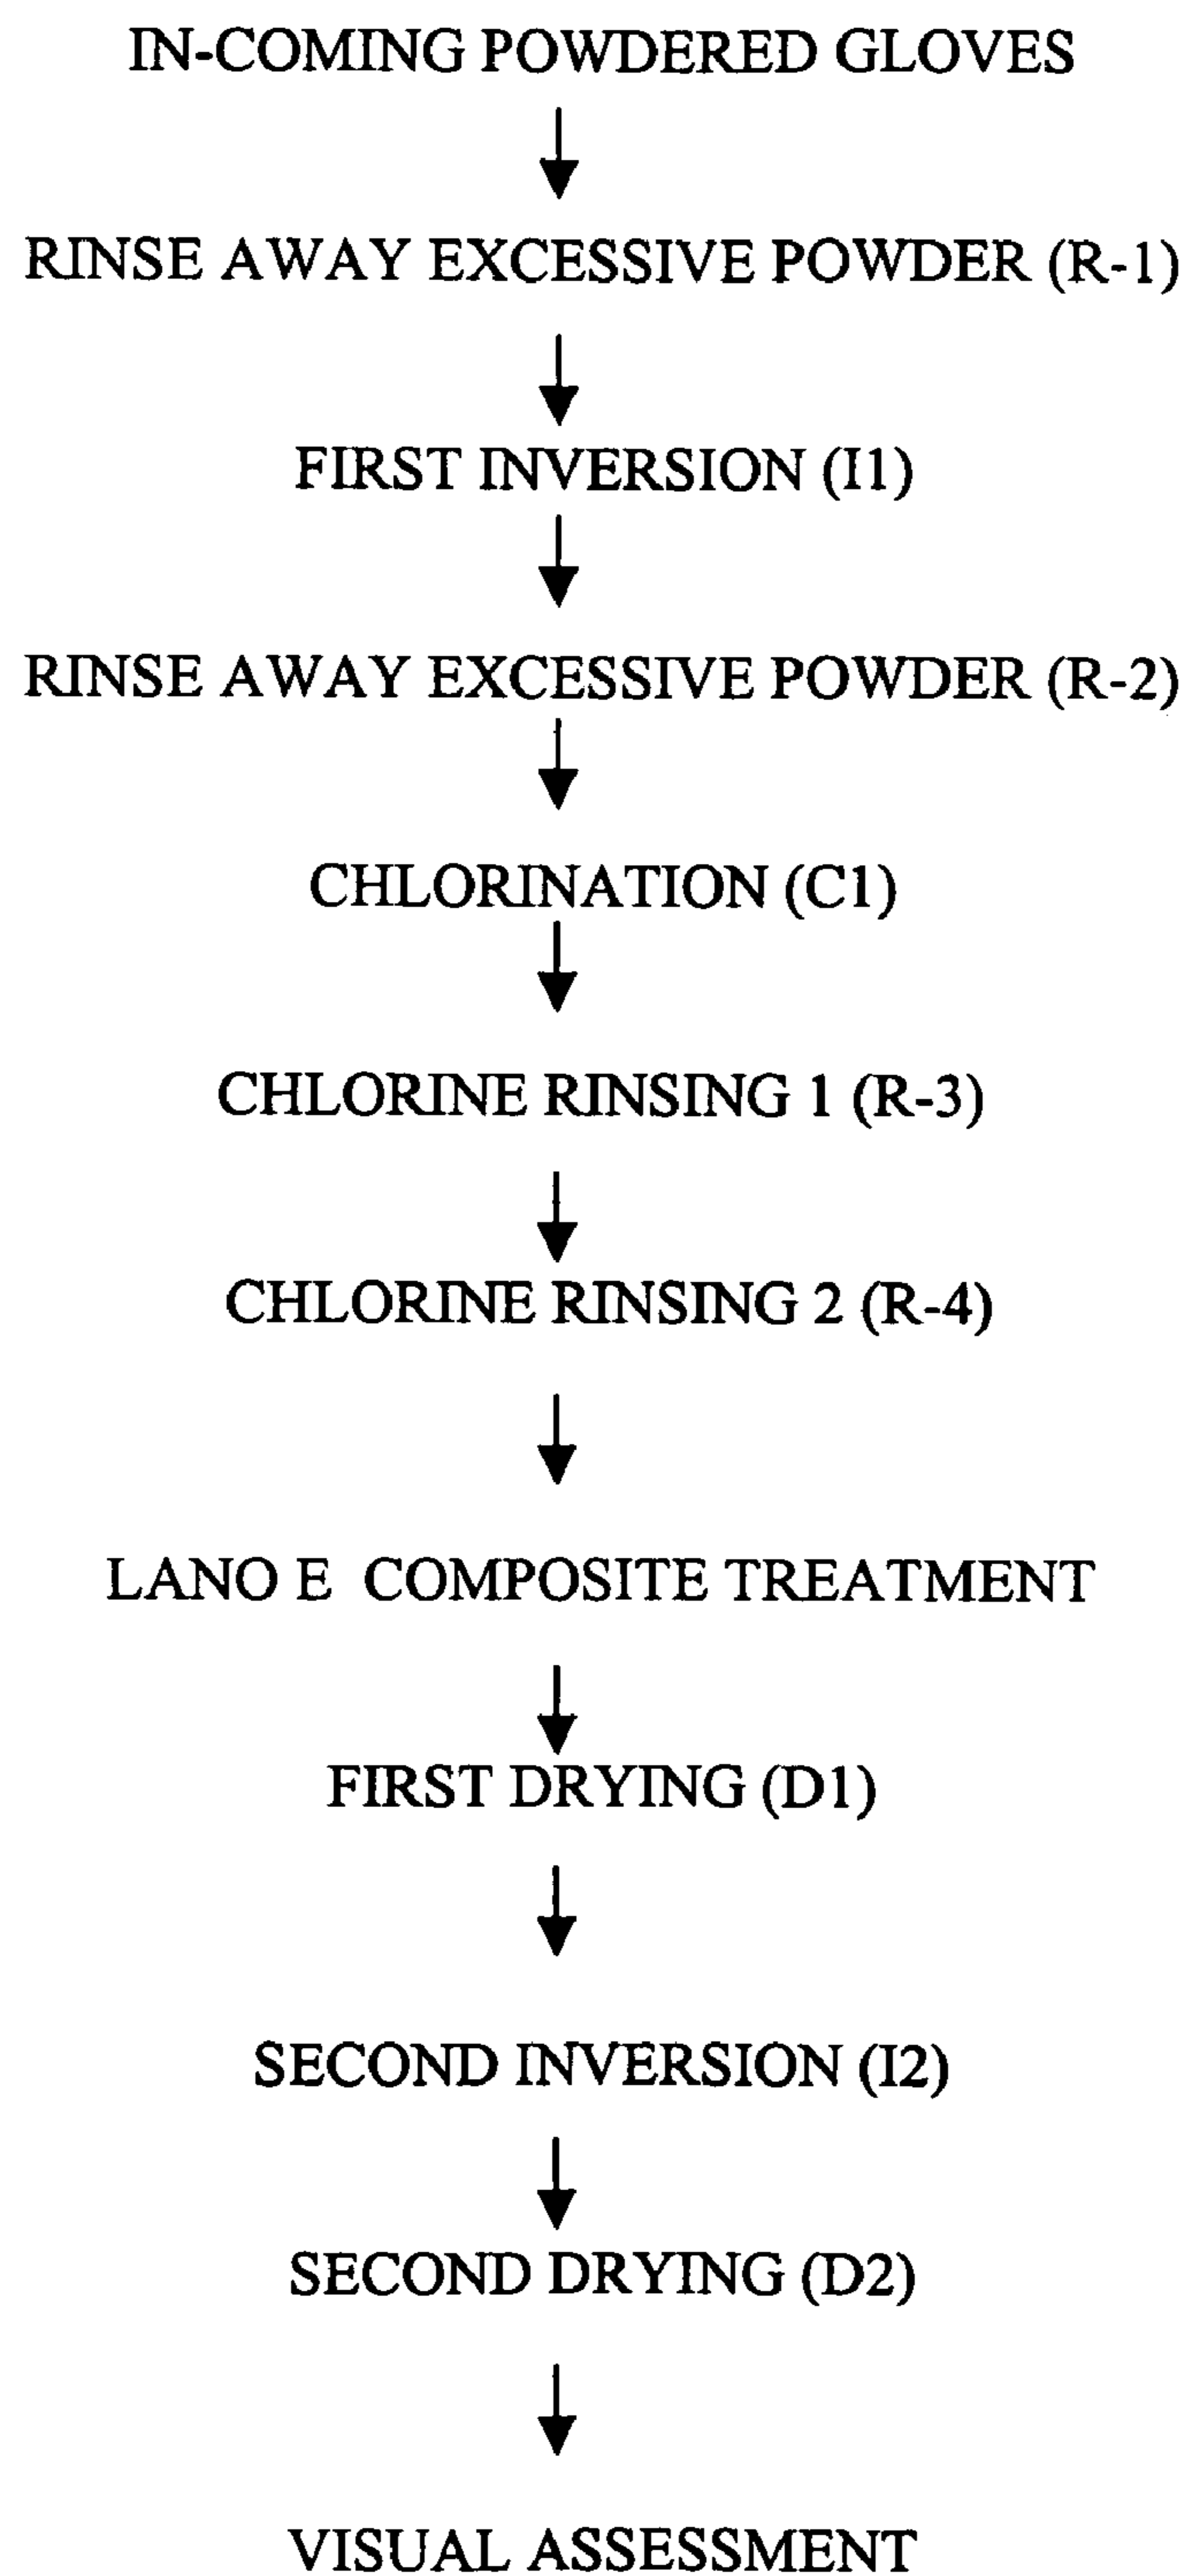 IN-COMING POWDERED GLOVES
RINSE AWAY EXCESSIVE POWDER (R-1)
FIRST INVERSION (I1)
RINSE AWAY EXCESSIVE POWDER (R-2)
CHLORINATION (C1)
CHLORINE RINSING 1 (R-3)
CHLORINE RINSING 2 (R-4)
LANO E COMPOSITE TREATMENT
FIRST DRYING (D1)
SECOND INVERSION (I2)
SECOND DRYING (D2)
VISUAL ASSESSMENT